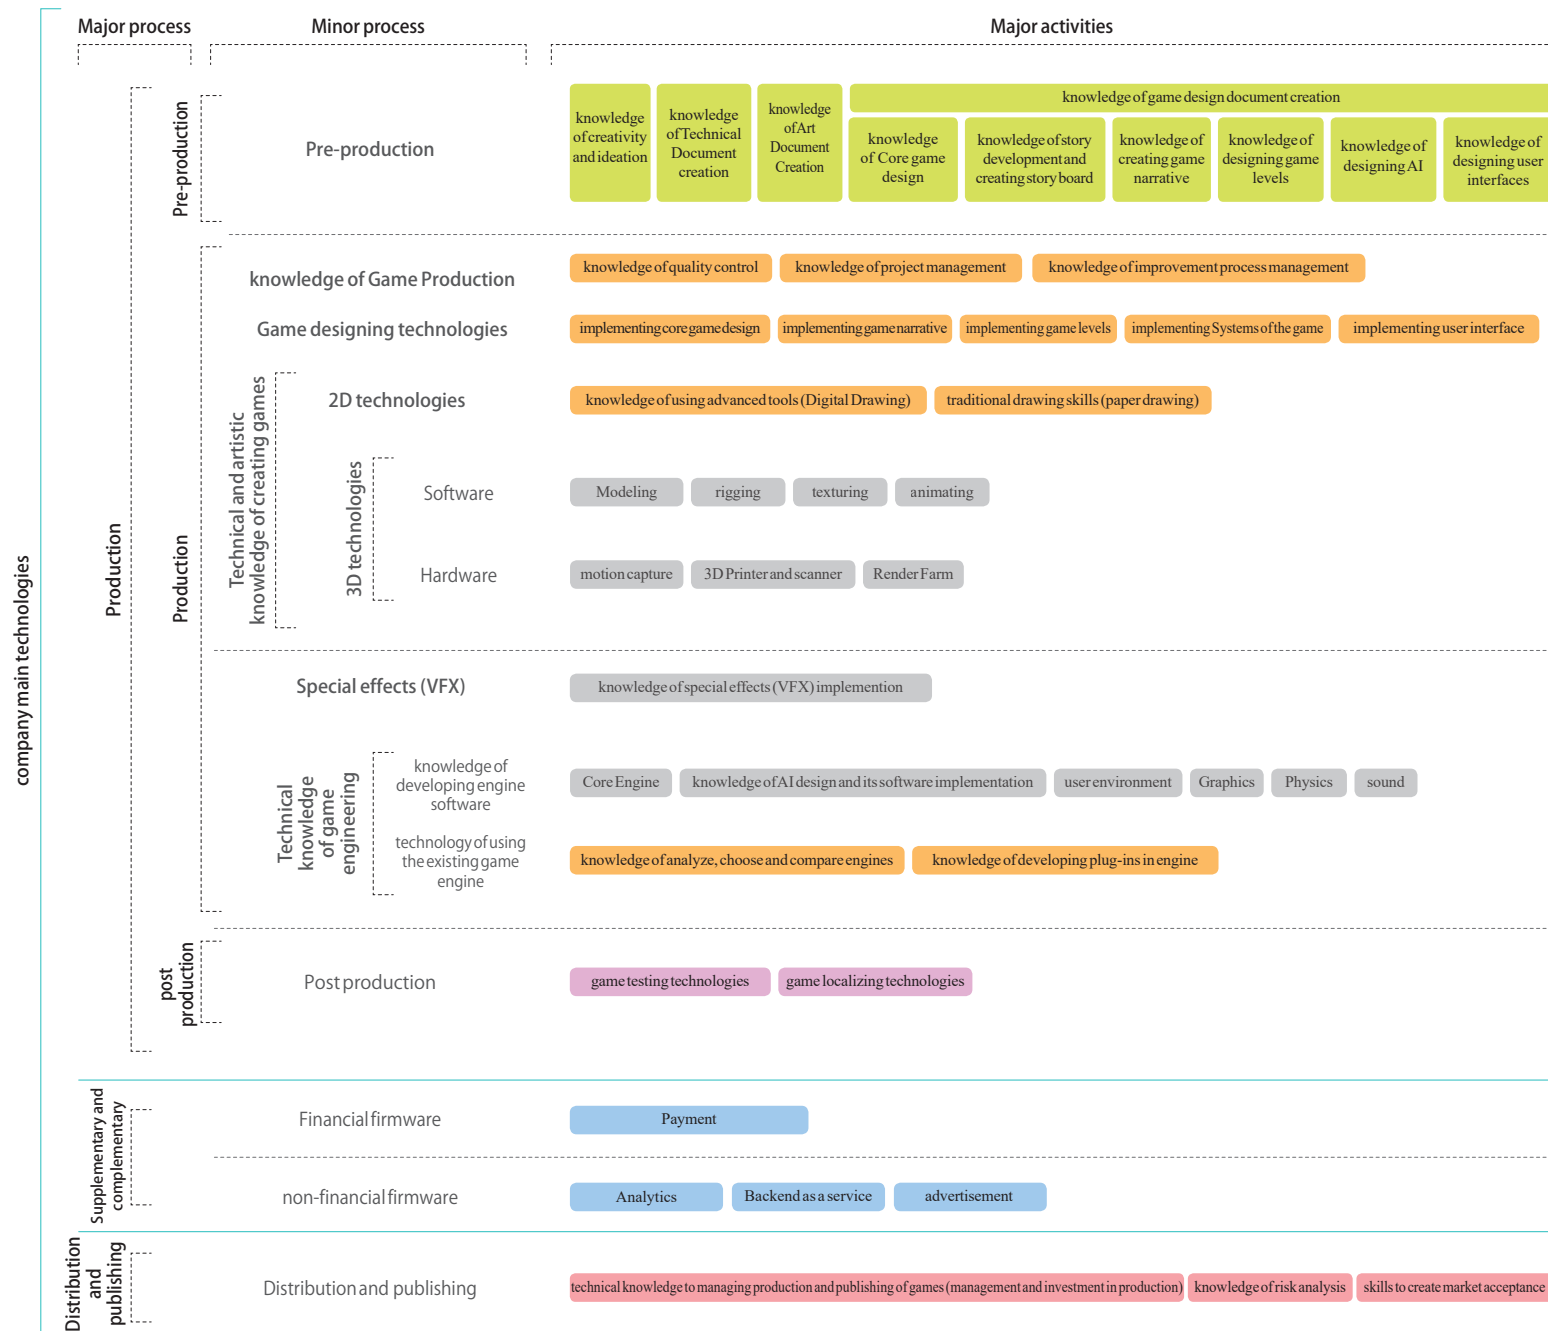 Major process
Minor process
Major activities
company main technologies
Production
Pre-production
Pre-production
knowledge
of creativity
and ideation
knowledge
of Technical
Document
creation
knowledge
of Art
Document
Creation
knowledge of game design document creation
knowledge
of Core game
design
knowledge of story
development and
creating story board
knowledge of
creating game
narrative
knowledge of
designing game
levels
knowledge of
designing AI
knowledge of
designing user
interfaces
Production
knowledge of Game Production
knowledge of quality control
knowledge of project management
knowledge of improvement process management
Game designing technologies
implementing core game design
implementing game narrative
implementing game levels
implementing Systems of the game
implementing user interface
Technical and artistic
knowledge of creating games
2D technologies
knowledge of using advanced tools (Digital Drawing)
traditional drawing skills (paper drawing)
3D technologies
Software
Modeling
rigging
texturing
animating
Hardware
motion capture
3D Printer and scanner
Render Farm
Special effects (VFX)
knowledge of special effects (VFX) implemention
Technical
knowledge
of game
engineering
knowledge of
developing engine
software
Core Engine
knowledge of AI design and its software implementation
user environment
Graphics
Physics
sound
technology of using
the existing game
engine
knowledge of analyze, choose and compare engines
knowledge of developing plug-ins in engine
post
production
Post production
game testing technologies
game localizing technologies
Supplementary and
complementary
Financial firmware
Payment
non-financial firmware
Analytics
Backend as a service
advertisement
Distribution
and
publishing
Distribution and publishing
technical knowledge to managing production and publishing of games (management and investment in production)
knowledge of risk analysis
skills to create market acceptance